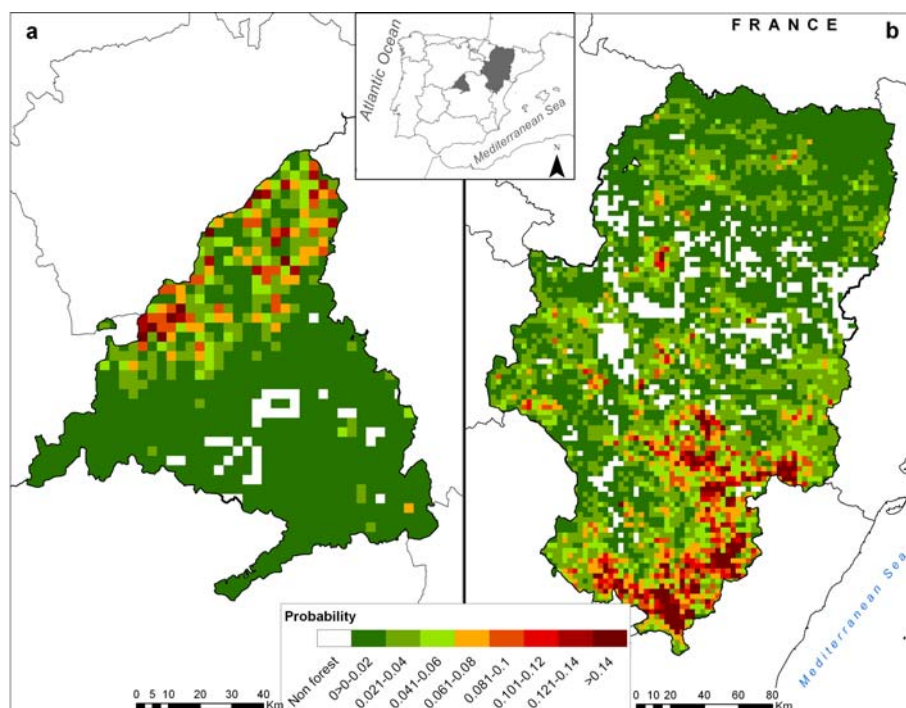 a
Atlantic Ocean
Mediterranean Sea
N
FRANCE
b
Mediterranean Sea
Probability
Non forest
0>0-0.02
0.021-0.04
0.041-0.06
0.061-0.08
0.081-0.1
0.101-0.12
0.121-0.14
>0.14
0 5 10 20 30 40
Km
0 10 20 40 60 80
Km